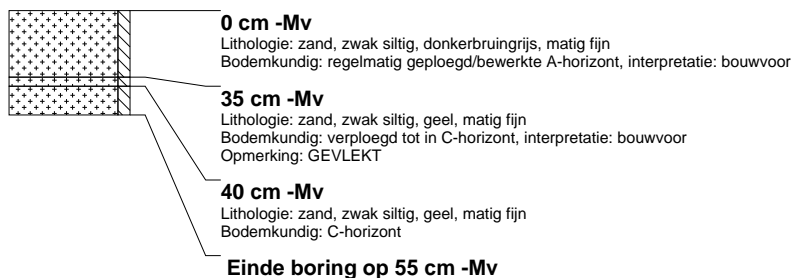 0 cm -Mv
Lithologie: zand, zwak siltig, donkerbruingrijs, matig fijn
Bodemkundig: regelmatig geploegd/bewerkte A-horizont, interpretatie: bouwvoor
35 cm -Mv
Lithologie: zand, zwak siltig, geel, matig fijn
Bodemkundig: verploegd tot in C-horizont, interpretatie: bouwvoor
Opmerking: GEVLEKT
40 cm -Mv
Lithologie: zand, zwak siltig, geel, matig fijn
Bodemkundig: C-horizont
Einde boring op 55 cm -Mv